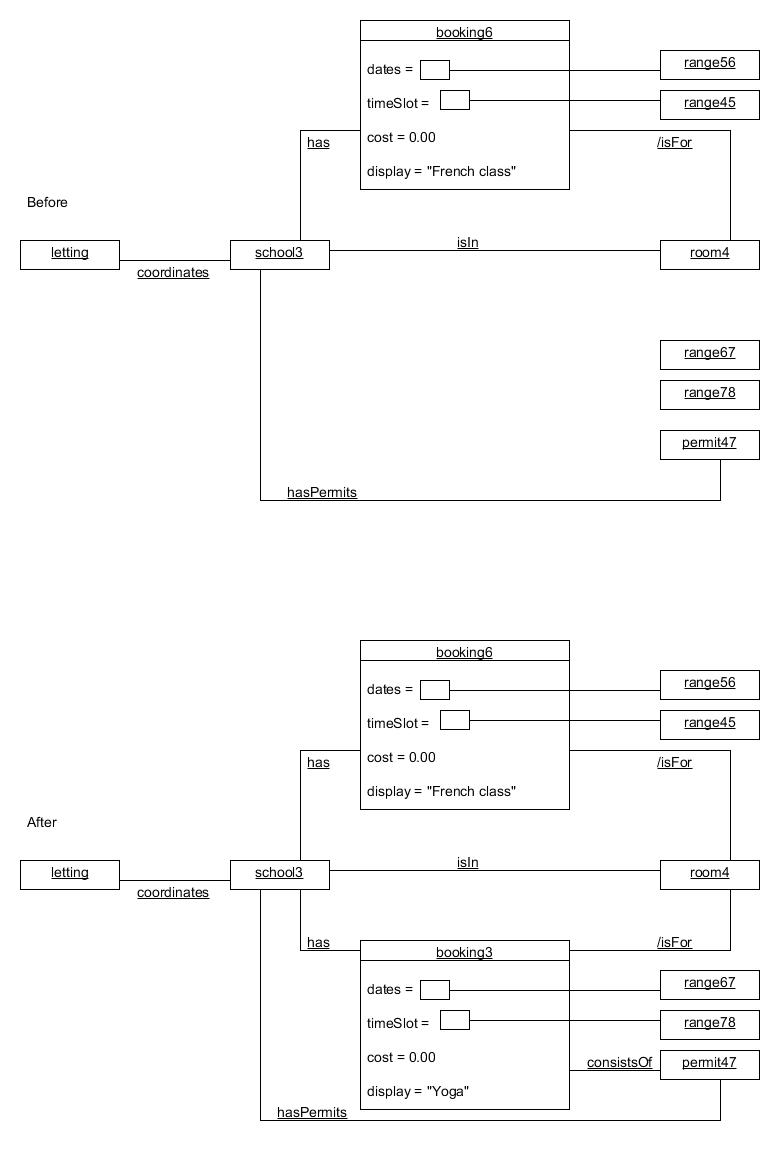 booking6
dates =
range56
timeSlot =
range45
cost = 0.00
has
/isFor
display = "French class"
Before
isIn
letting
school3
room4
coordinates
range67
range78
permit47
hasPermits
booking6
dates =
range56
timeSlot =
range45
cost = 0.00
has
/isFor
display = "French class"
After
isIn
letting
school3
room4
coordinates
has
/isFor
booking3
dates =
range67
timeSlot =
range78
cost = 0.00
consistsOf
permit47
display = "Yoga"
hasPermits